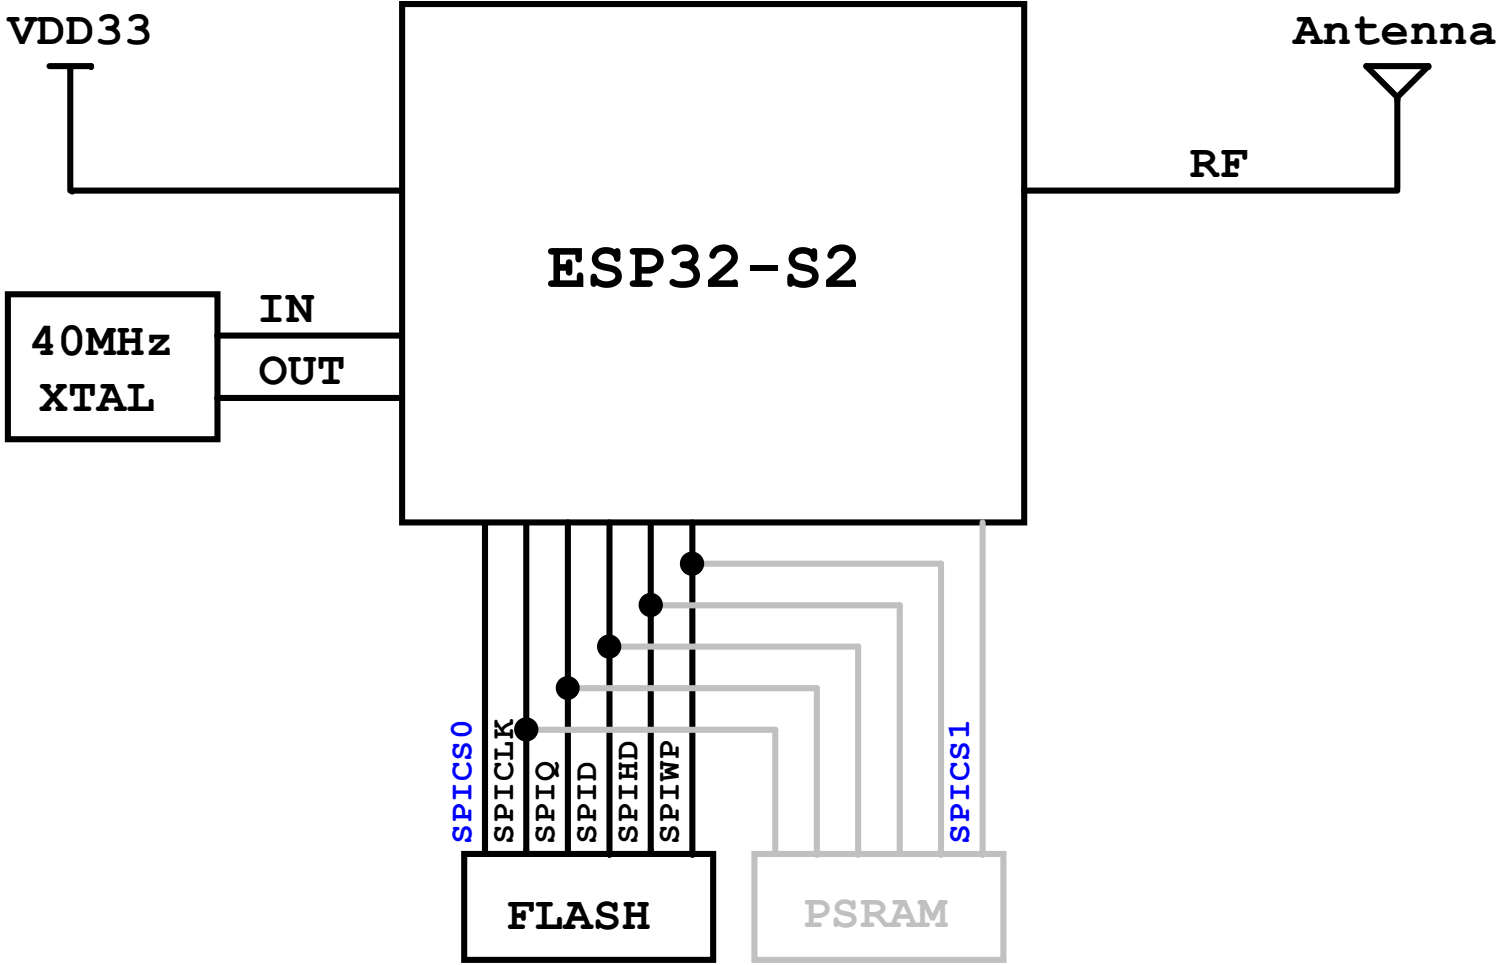 VDD33
Antenna
RF
ESP32-S2
IN
40MHz
OUT
XTAL
SPICS0
SPICLK
SPIQ
SPID
SPIHD
SPIWP
SPICS1
FLASH
PSRAM